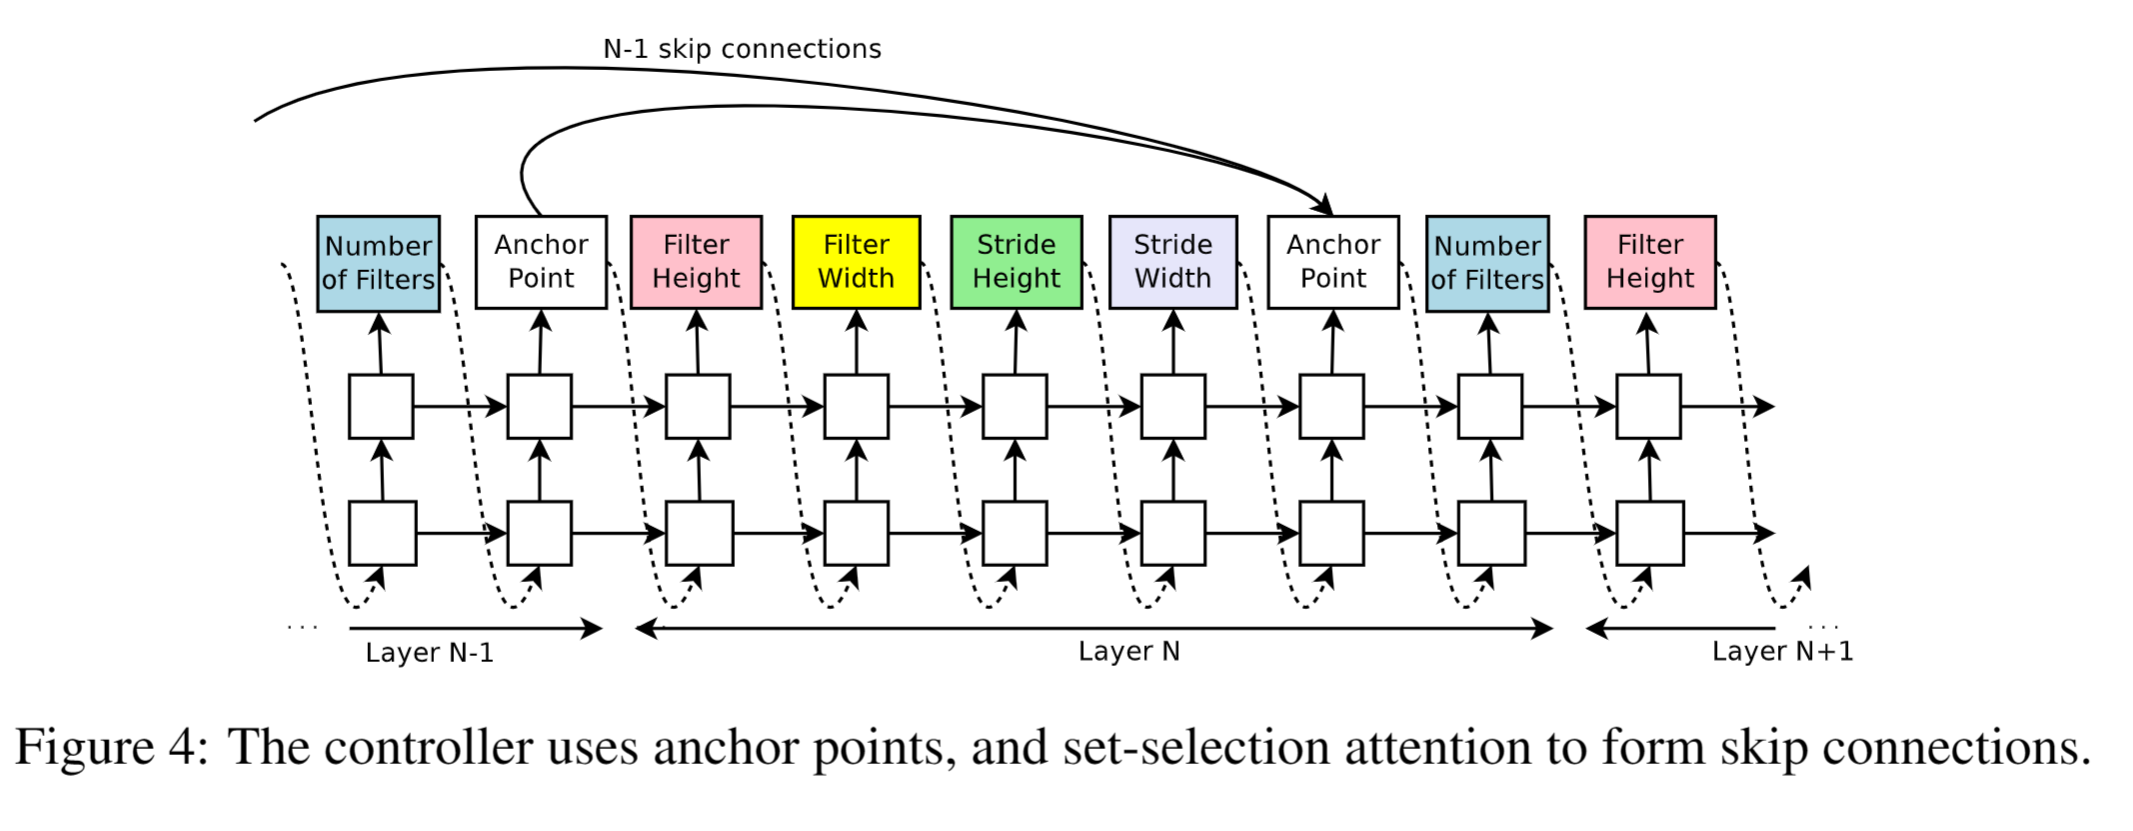 N-1 skip connections
Number
of Filters
Anchor
Point
Filter
Height
Filter
Width
Stride
Height
Stride
Width
Anchor
Point
Number
of Filters
Filter
Height
...
Layer N-1
Layer N
...
Layer N+1
Figure 4: The controller uses anchor points, and set-selection attention to form skip connections.